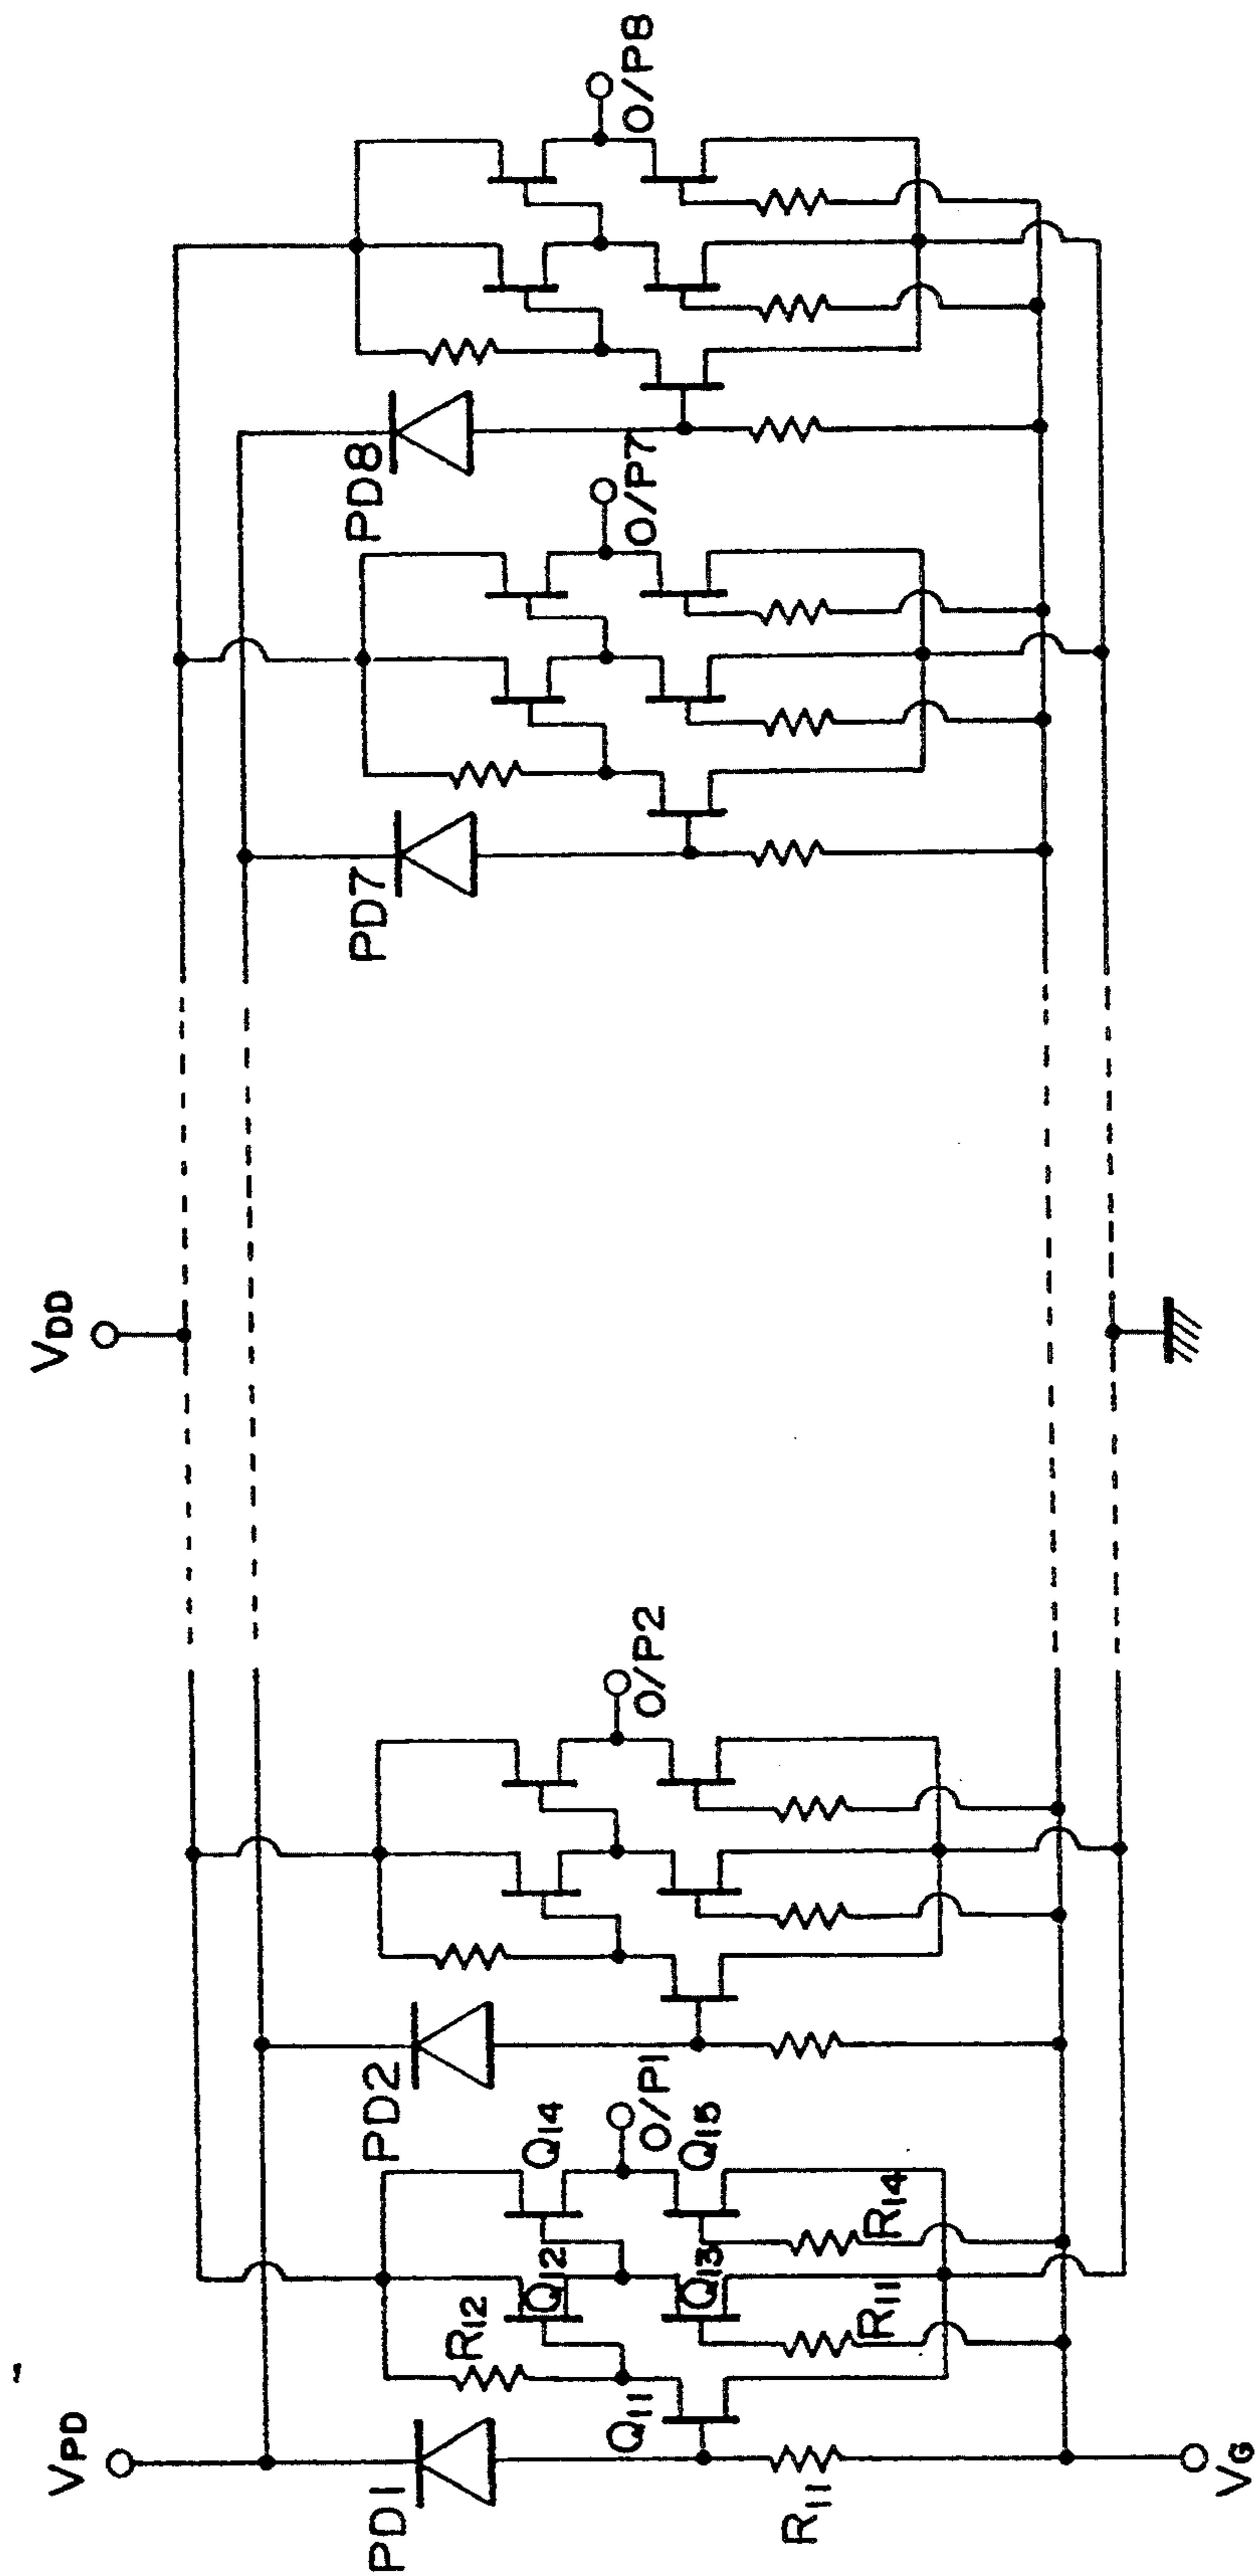 VDD
VPD
PD1
PD2
PD7
PD8
R12
Q12
Q14
O/P1
O/P2
O/P7
O/P8
Q11
Q13
Q15
R11
R11
R14
VG